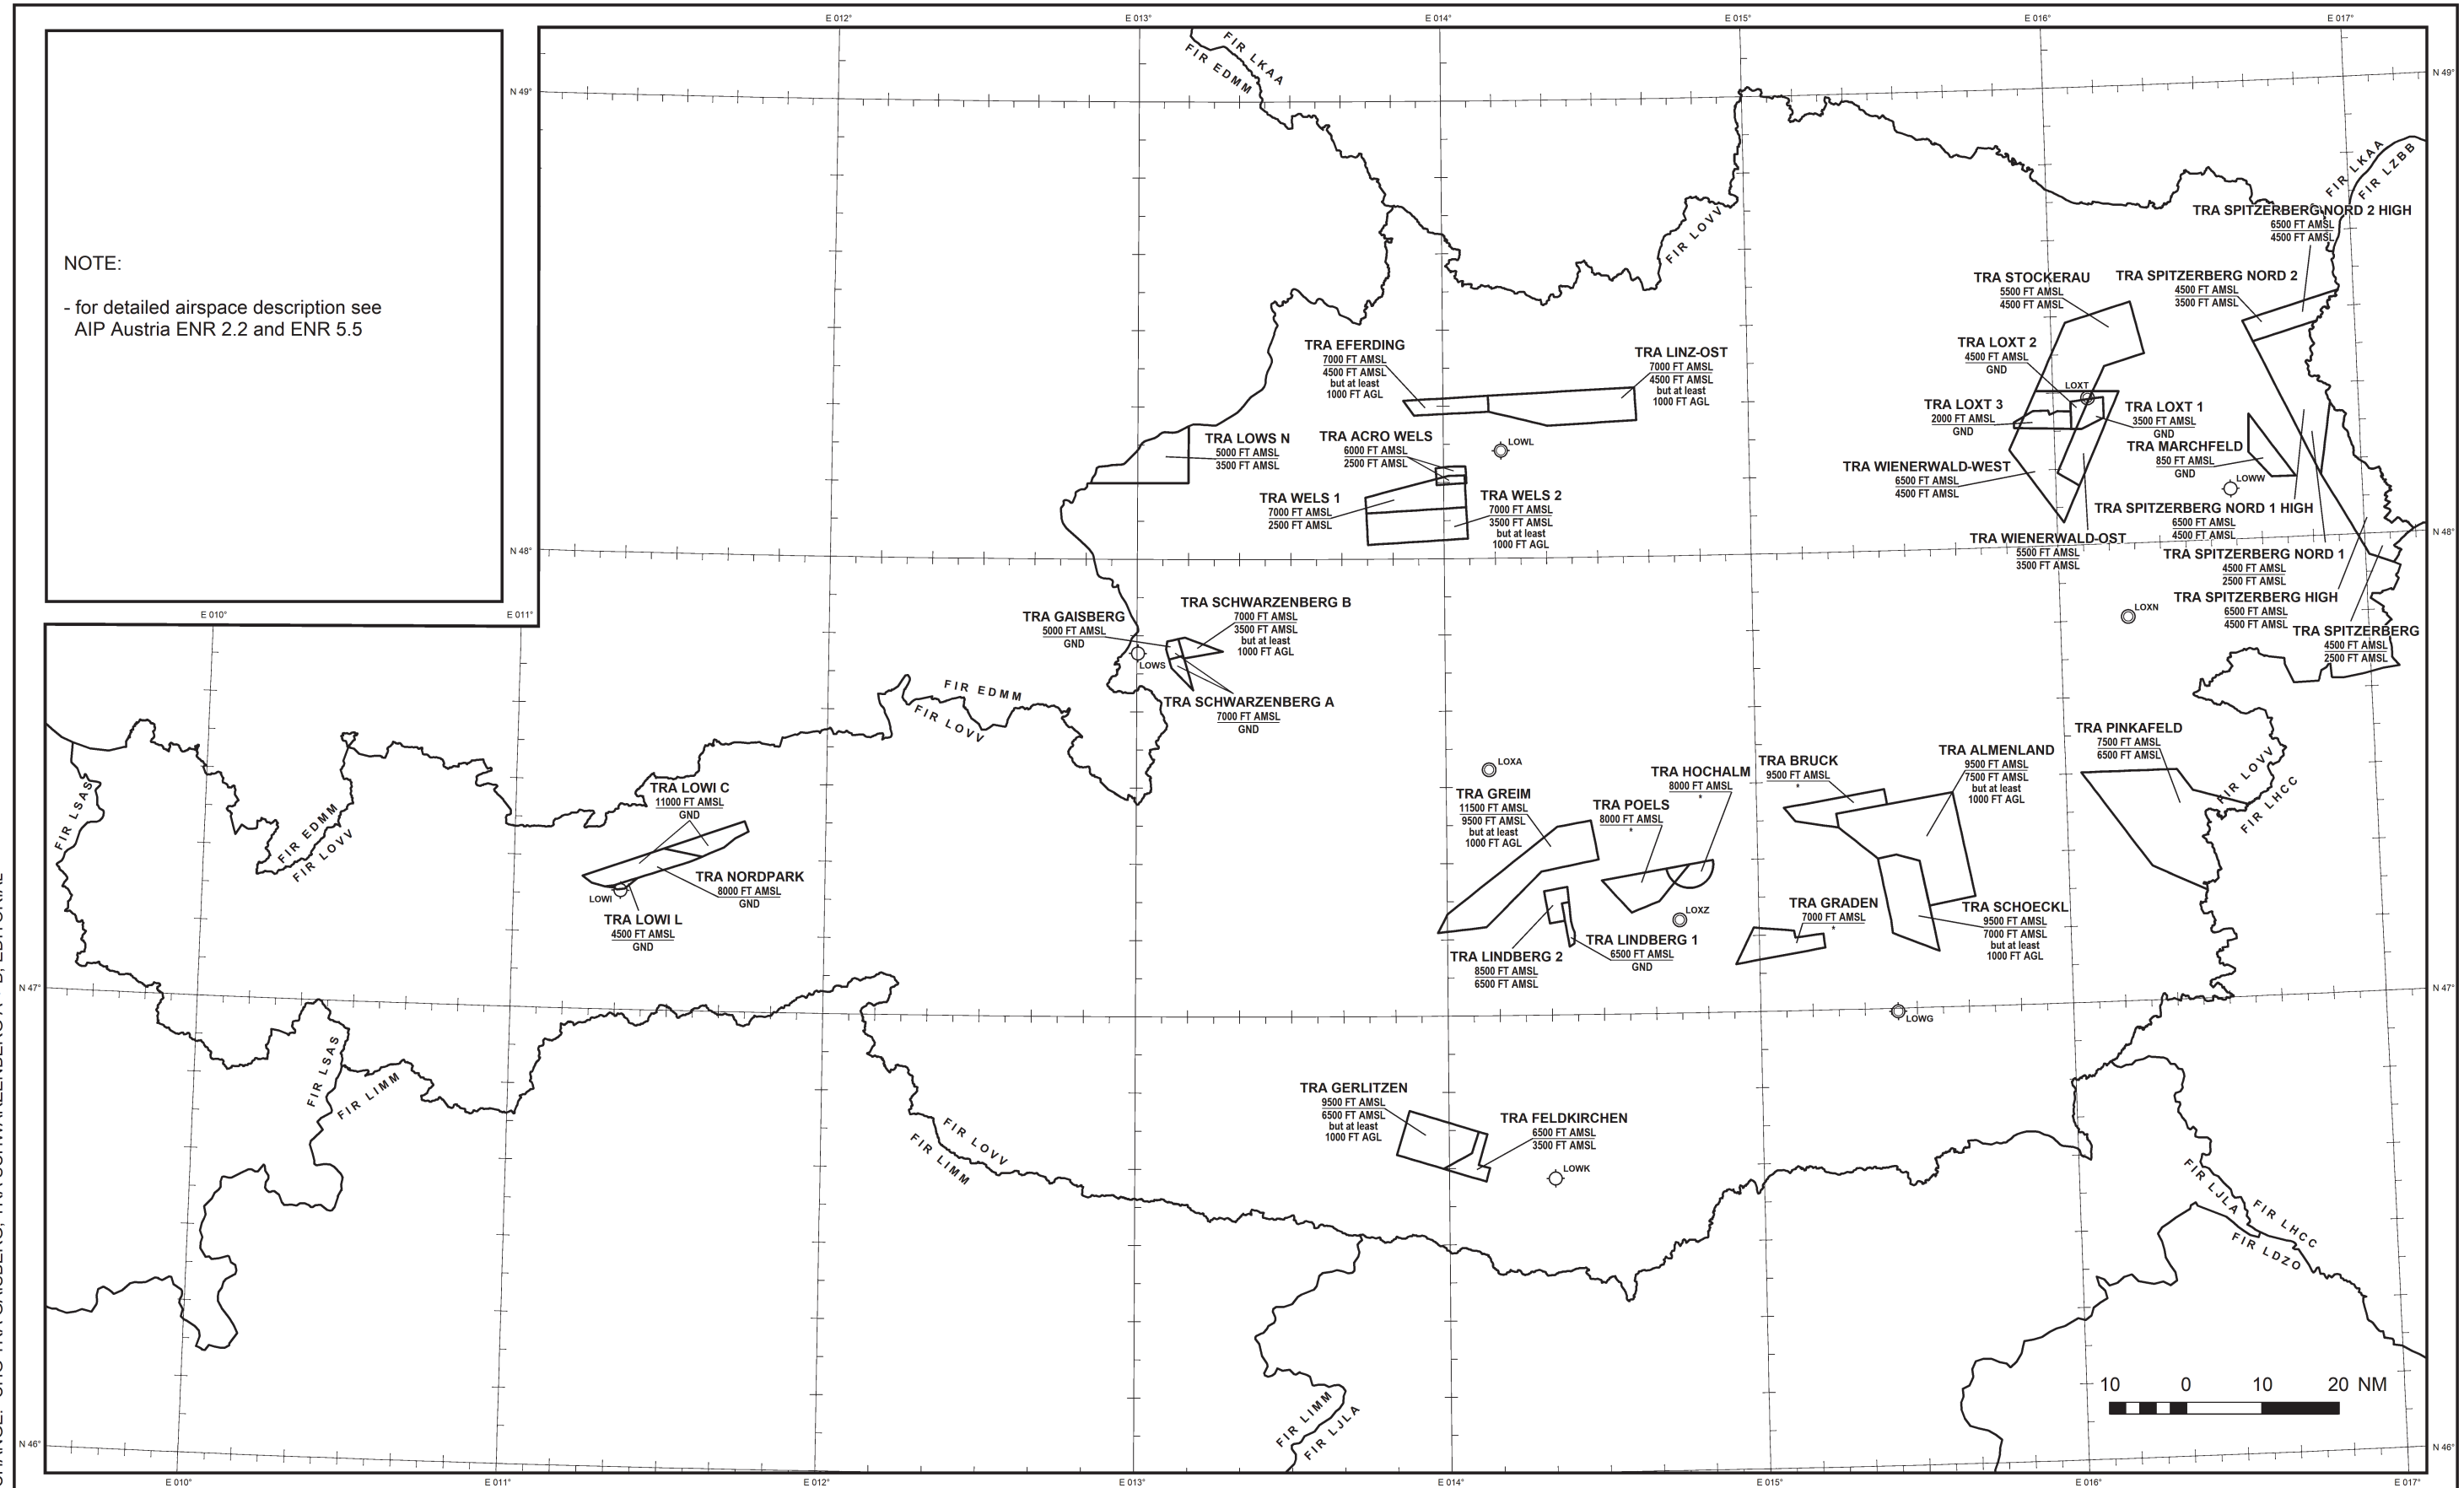 E 012°
E 013°
E 014°
E 015°
E 016°
E 017°
N 49°
N 49°
FIR LKAA
FIR EDMM
FIR LKAA
FIR LZBB
FIR LOVV
NOTE:
- for detailed airspace description see
AIP Austria ENR 2.2 and ENR 5.5
TRA SPITZERBERG NORD 2 HIGH
6500 FT AMSL
4500 FT AMSL
TRA STOCKERAU
5500 FT AMSL
4500 FT AMSL
TRA SPITZERBERG NORD 2
4500 FT AMSL
3500 FT AMSL
TRA EFERDING
7000 FT AMSL
4500 FT AMSL
but at least
1000 FT AGL
TRA LINZ-OST
7000 FT AMSL
4500 FT AMSL
but at least
1000 FT AGL
TRA LOXT 2
4500 FT AMSL
GND
LOXT
TRA LOXT 3
2000 FT AMSL
GND
TRA LOXT 1
3500 FT AMSL
GND
TRA LOWS N
5000 FT AMSL
3500 FT AMSL
TRA ACRO WELS
6000 FT AMSL
2500 FT AMSL
LOWL
TRA MARCHFELD
850 FT AMSL
GND
TRA WIENERWALD-WEST
6500 FT AMSL
4500 FT AMSL
LOWW
TRA WELS 1
7000 FT AMSL
2500 FT AMSL
TRA WELS 2
7000 FT AMSL
3500 FT AMSL
but at least
1000 FT AGL
TRA SPITZERBERG NORD 1 HIGH
6500 FT AMSL
4500 FT AMSL
N 48°
N 48°
TRA WIENERWALD-OST
5500 FT AMSL
3500 FT AMSL
TRA SPITZERBERG NORD 1
4500 FT AMSL
2500 FT AMSL
TRA SPITZERBERG HIGH
6500 FT AMSL
4500 FT AMSL
TRA SPITZERBERG
4500 FT AMSL
2500 FT AMSL
LOXN
E 010°
E 011°
TRA GAISBERG
5000 FT AMSL
GND
TRA SCHWARZENBERG B
7000 FT AMSL
3500 FT AMSL
but at least
1000 FT AGL
LOWS
TRA SCHWARZENBERG A
7000 FT AMSL
GND
FIR EDMM
FIR LOVV
FIR LSAS
FIR EDMM
FIR LOVV
TRA LOWI C
11000 FT AMSL
GND
TRA NORDPARK
8000 FT AMSL
GND
LOWI
TRA LOWI L
4500 FT AMSL
GND
LOXA
TRA GREIM
11500 FT AMSL
9500 FT AMSL
but at least
1000 FT AGL
TRA POELS
8000 FT AMSL
*
TRA HOCHALM
8000 FT AMSL
*
TRA BRUCK
9500 FT AMSL
*
TRA ALMENLAND
9500 FT AMSL
7500 FT AMSL
but at least
1000 FT AGL
TRA PINKAFELD
7500 FT AMSL
6500 FT AMSL
FIR LOVV
FIR LHCC
LOXZ
TRA GRADEN
7000 FT AMSL
*
TRA SCHOECKL
9500 FT AMSL
7000 FT AMSL
but at least
1000 FT AGL
TRA LINDBERG 1
6500 FT AMSL
GND
TRA LINDBERG 2
8500 FT AMSL
6500 FT AMSL
N 47°
N 47°
LOWG
FIR LSAS
FIR LIMM
FIR LOVV
FIR LIMM
TRA GERLITZEN
9500 FT AMSL
6500 FT AMSL
but at least
1000 FT AGL
TRA FELDKIRCHEN
6500 FT AMSL
3500 FT AMSL
LOWK
FIR LJLA
FIR LHCC
FIR LDZO
FIR LIMM
FIR LJLA
10 0 10 20 NM
N 46°
N 46°
E 010°
E 011°
E 012°
E 013°
E 014°
E 015°
E 016°
E 017°